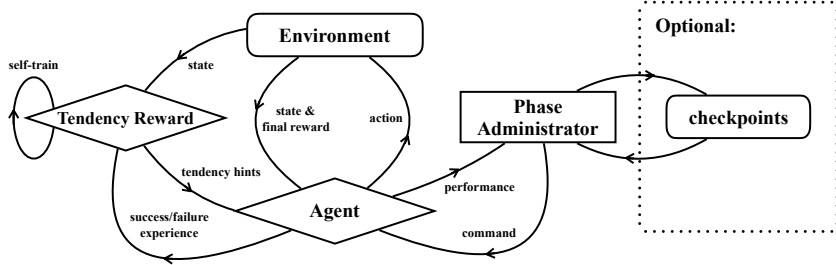 Optional:
Environment
self-train
state
Tendency Reward
state &
final reward
action
Phase
Administrator
checkpoints
tendency hints
performance
Agent
success/failure
experience
command